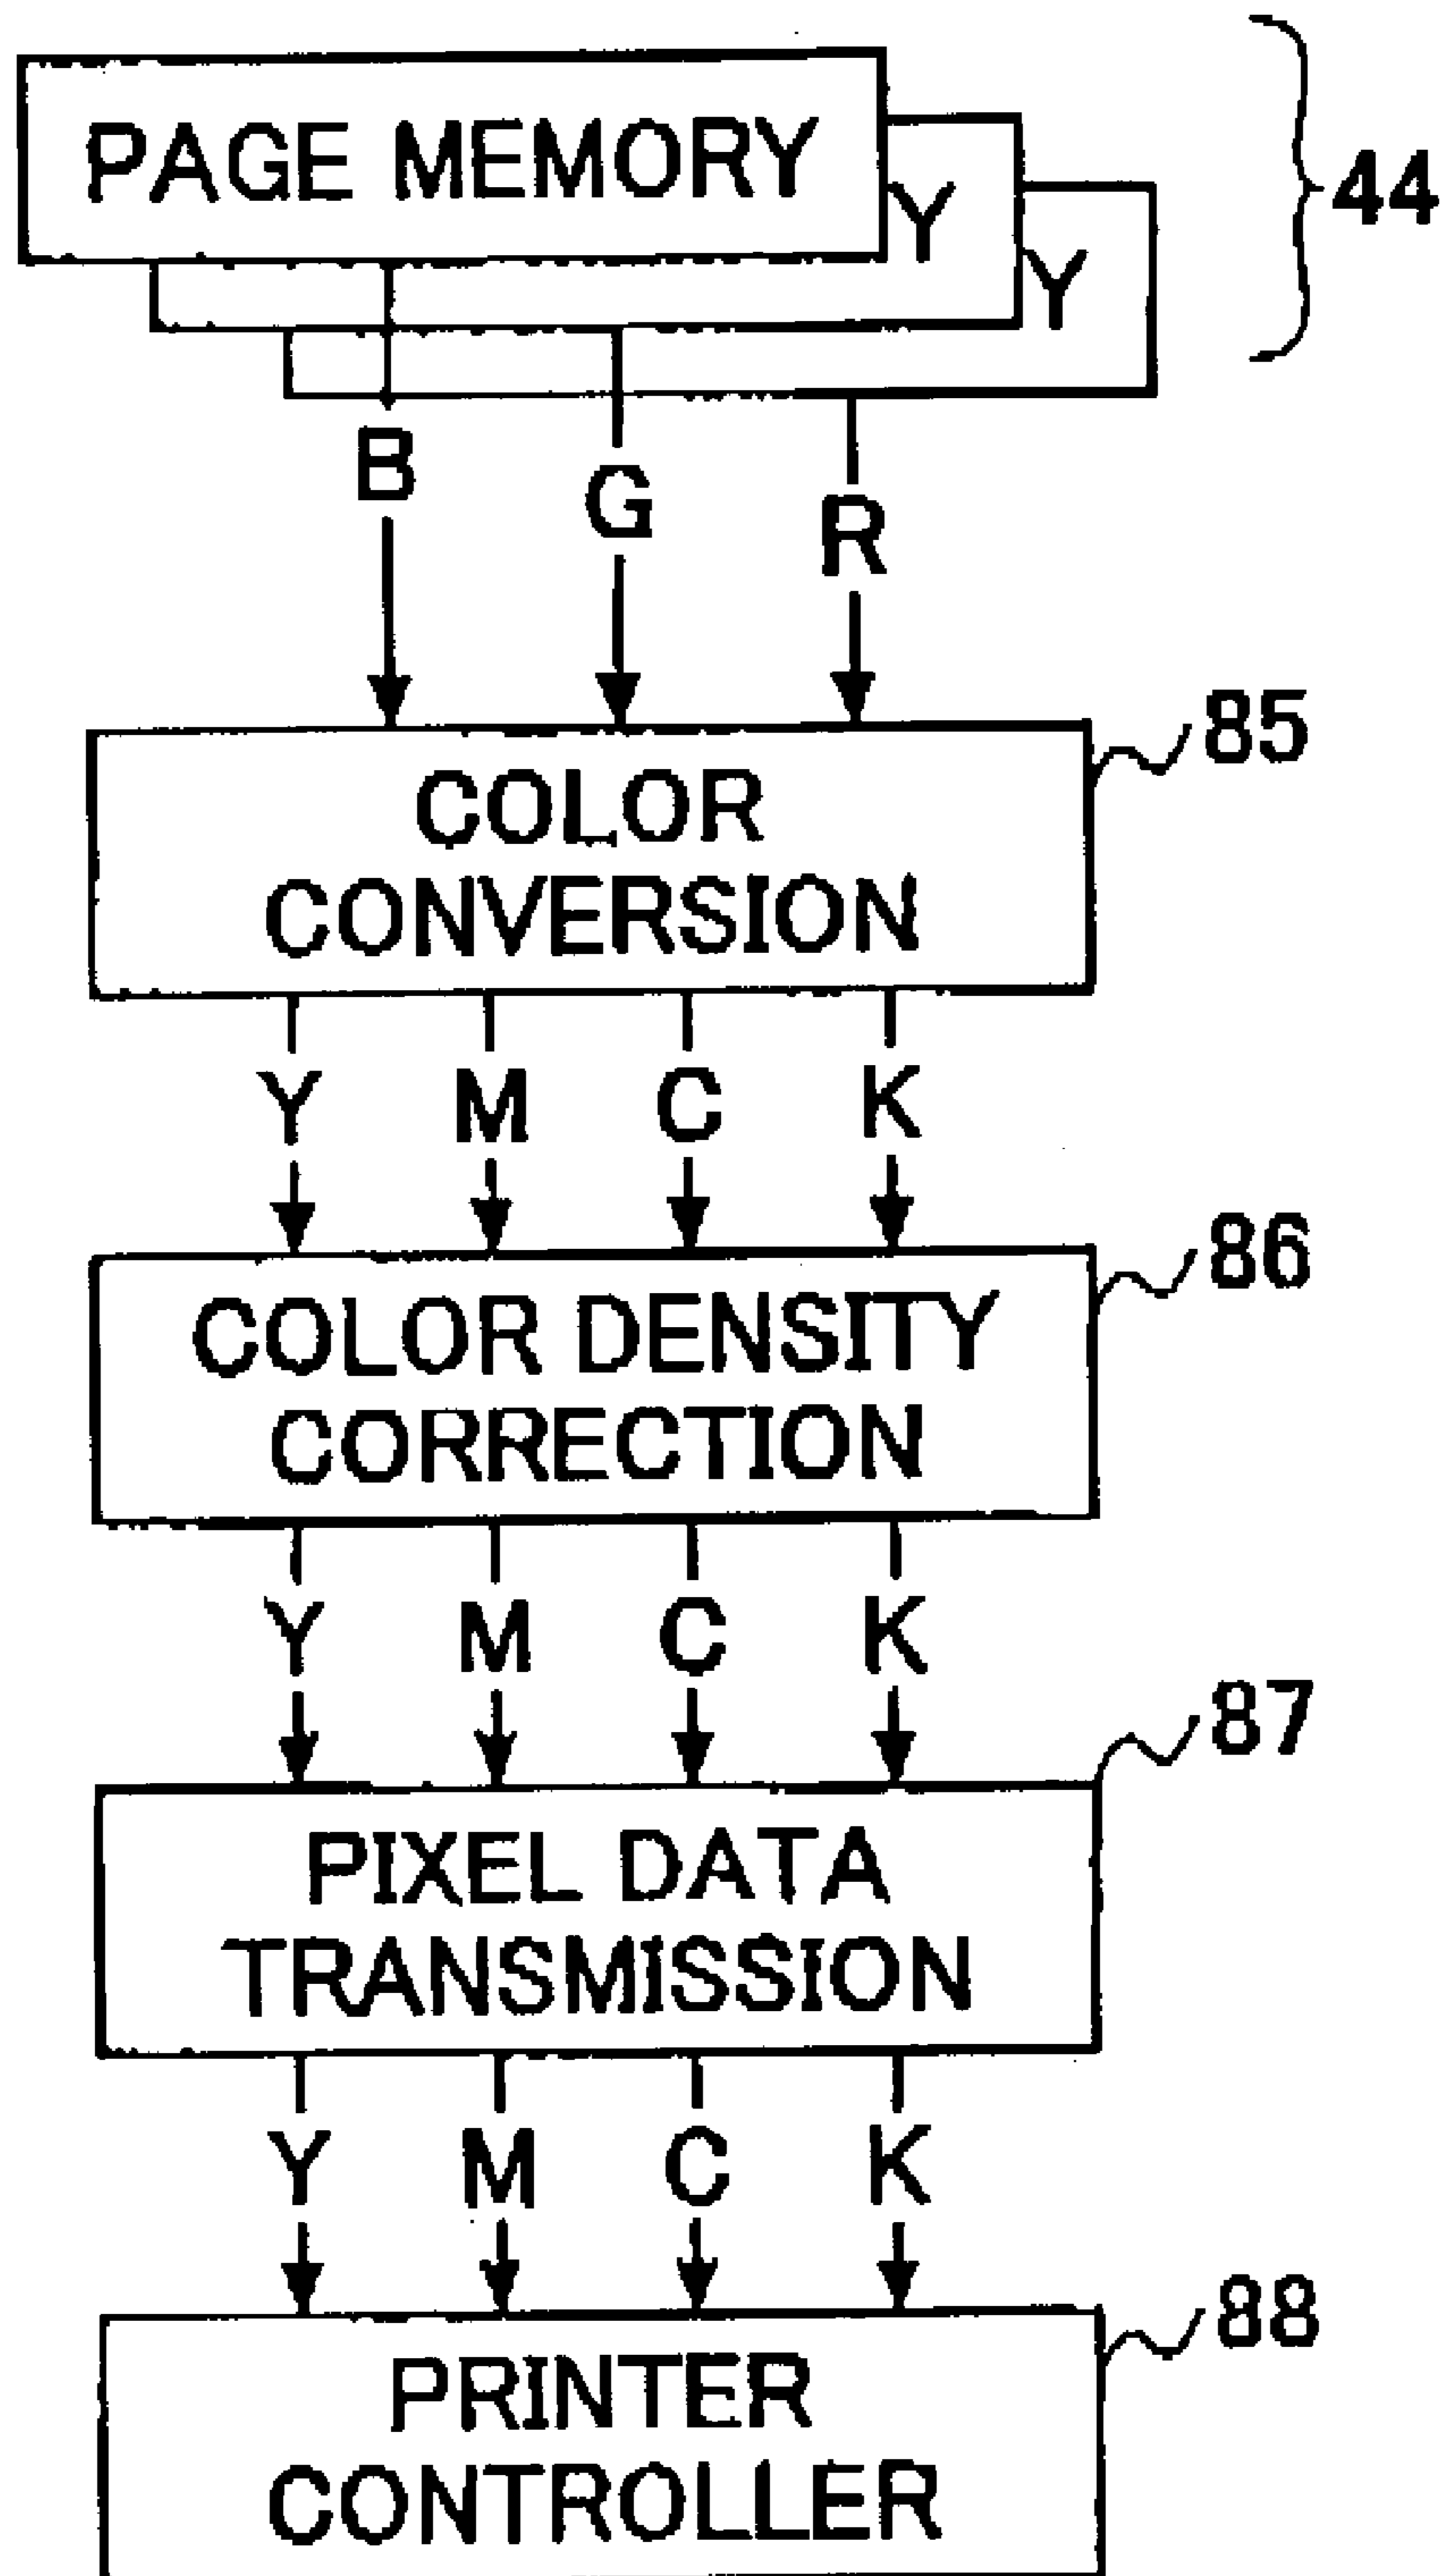 PAGE MEMORY
Y
Y
44
B G R
85
COLOR
CONVERSION
Y M C K
86
COLOR DENSITY
CORRECTION
Y M C K
87
PIXEL DATA
TRANSMISSION
Y M C K
88
PRINTER
CONTROLLER